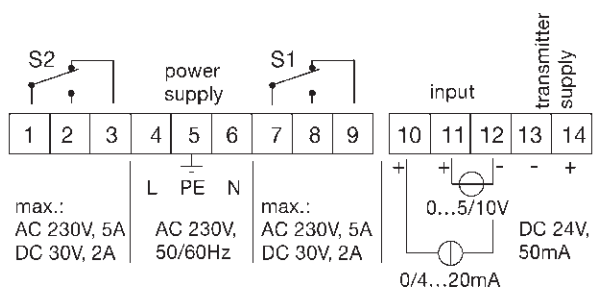 S2
power
supply
S1
input
transmitter
supply
1 2 3 4 5 6 7 8 9 10 11 12 13 14
+ + - - +
L PE N
0...5/10V
max.:
AC 230V, 5A
DC 30V, 2A
AC 230V,
50/60Hz
max.:
AC 230V, 5A
DC 30V, 2A
DC 24V,
50mA
0/4...20mA